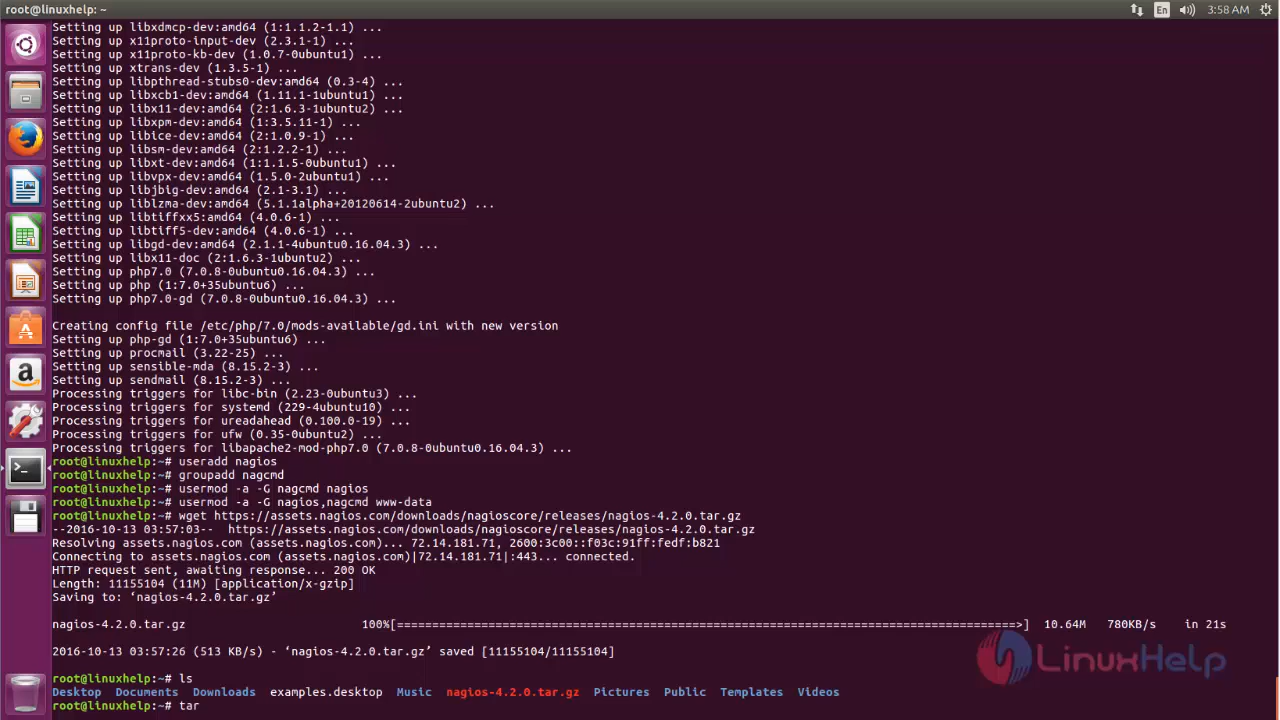 root@linuxhelp: ~
En
3:58 AM
Setting up libxdmcp-dev:amd64 (1:1.1.2-1.1) ...
Setting up x11proto-input-dev (2.3.1-1) ...
Setting up x11proto-kb-dev (1.0.7-0ubuntu1) ...
Setting up xtrans-dev (1.3.5-1) ...
Setting up libpthread-stubs0-dev:amd64 (0.3-4) ...
Setting up libxcb1-dev:amd64 (1.11.1-1ubuntu1) ...
Setting up libx11-dev:amd64 (2:1.6.3-1ubuntu2) ...
Setting up libxpm-dev:amd64 (1:3.5.11-1) ...
Setting up libice-dev:amd64 (2:1.0.9-1) ...
Setting up libsm-dev:amd64 (2:1.2.2-1) ...
Setting up libxt-dev:amd64 (1:1.1.5-0ubuntu1) ...
Setting up libvpx-dev:amd64 (1.5.0-2ubuntu1) ...
Setting up libjbig-dev:amd64 (2.1-3.1) ...
Setting up liblzma-dev:amd64 (5.1.1alpha+20120614-2ubuntu2) ...
Setting up libtiffxx5:amd64 (4.0.6-1) ...
Setting up libtiff5-dev:amd64 (4.0.6-1) ...
Setting up libgd-dev:amd64 (2.1.1-4ubuntu0.16.04.3) ...
Setting up libx11-doc (2:1.6.3-1ubuntu2) ...
Setting up php7.0 (7.0.8-0ubuntu0.16.04.3) ...
Setting up php (1:7.0+35ubuntu6) ...
Setting up php7.0-gd (7.0.8-0ubuntu0.16.04.3) ...
Creating config file /etc/php/7.0/mods-available/gd.ini with new version
Setting up php-gd (1:7.0+35ubuntu6) ...
Setting up procmail (3.22-25) ...
Setting up sensible-mda (8.15.2-3) ...
Setting up sendmail (8.15.2-3) ...
Processing triggers for libc-bin (2.23-0ubuntu3) ...
Processing triggers for systemd (229-4ubuntu10) ...
Processing triggers for ureadahead (0.100.0-19) ...
Processing triggers for ufw (0.35-0ubuntu2) ...
Processing triggers for libapache2-mod-php7.0 (7.0.8-0ubuntu0.16.04.3) ...
root@linuxhelp:~# useradd nagios
root@linuxhelp:~# groupadd nagcmd
root@linuxhelp:~# usermod -a -G nagcmd nagios
root@linuxhelp:~# usermod -a -G nagios,nagcmd www-data
root@linuxhelp:~# wget https://assets.nagios.com/downloads/nagioscore/releases/nagios-4.2.0.tar.gz
--2016-10-13 03:57:03--  https://assets.nagios.com/downloads/nagioscore/releases/nagios-4.2.0.tar.gz
Resolving assets.nagios.com (assets.nagios.com)... 72.14.181.71, 2600:3c00::f03c:91ff:fedf:b821
Connecting to assets.nagios.com (assets.nagios.com)|72.14.181.71|:443... connected.
HTTP request sent, awaiting response... 200 OK
Length: 11155104 (11M) [application/x-gzip]
Saving to: ‘nagios-4.2.0.tar.gz’
nagios-4.2.0.tar.gz 100%[=========================================================================================>] 10.64M 780KB/s in 21s
2016-10-13 03:57:26 (513 KB/s) - ‘nagios-4.2.0.tar.gz’ saved [11155104/11155104]
LinuxHelp
root@linuxhelp:~# ls
Desktop Documents Downloads examples.desktop Music nagios-4.2.0.tar.gz Pictures Public Templates Videos
root@linuxhelp:~# tar